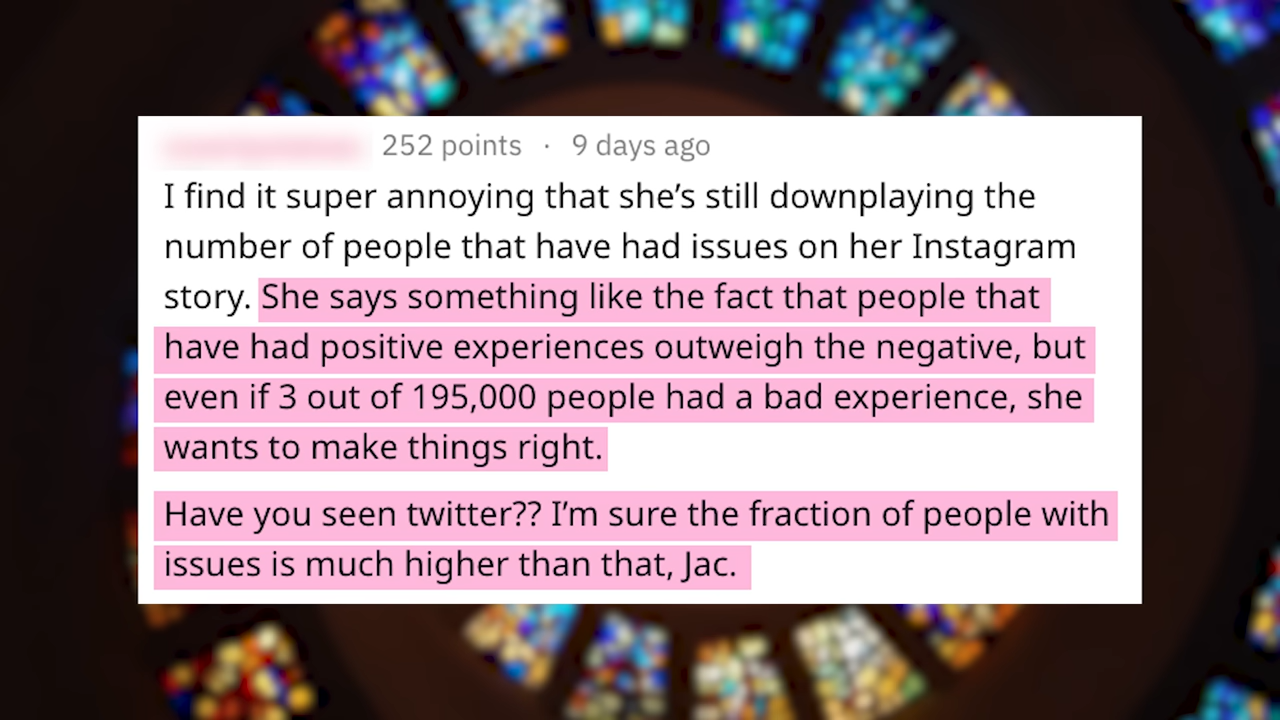 252 points · 9 days ago
I find it super annoying that she’s still downplaying the
number of people that have had issues on her Instagram
story. She says something like the fact that people that
have had positive experiences outweigh the negative, but
even if 3 out of 195,000 people had a bad experience, she
wants to make things right.
Have you seen twitter?? I’m sure the fraction of people with
issues is much higher than that, Jac.